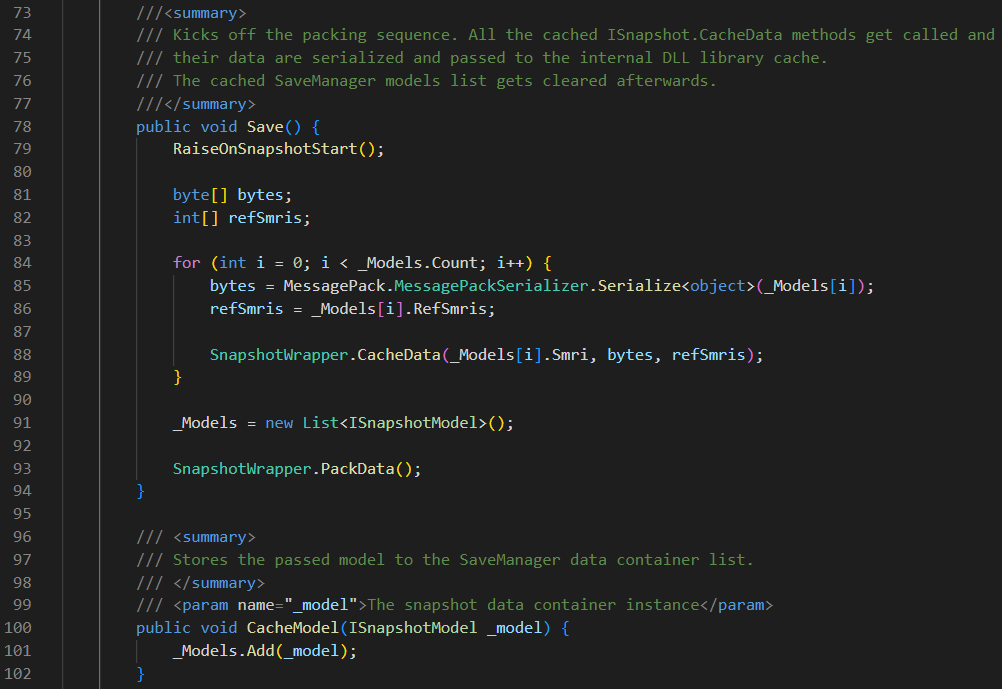 73 ///<summary>
74 /// Kicks off the packing sequence. All the cached ISnapshot.CacheData methods get called and
75 /// their data are serialized and passed to the internal DLL library cache.
76 /// The cached SaveManager models list gets cleared afterwards.
77 ///</summary>
78 public void Save() {
79 RaiseOnSnapshotStart();
80
81 byte[] bytes;
82 int[] refSmris;
83
84 for (int i = 0; i < _Models.Count; i++) {
85 bytes = MessagePack.MessagePackSerializer.Serialize<object>(_Models[i]);
86 refSmris = _Models[i].RefSmris;
87
88 SnapshotWrapper.CacheData(_Models[i].Smri, bytes, refSmris);
89 }
90
91 _Models = new List<ISnapshotModel>();
92
93 SnapshotWrapper.PackData();
94 }
95
96 /// <summary>
97 /// Stores the passed model to the SaveManager data container list.
98 /// </summary>
99 /// <param name="_model">The snapshot data container instance</param>
100 public void CacheModel(ISnapshotModel _model) {
101 _Models.Add(_model);
102 }